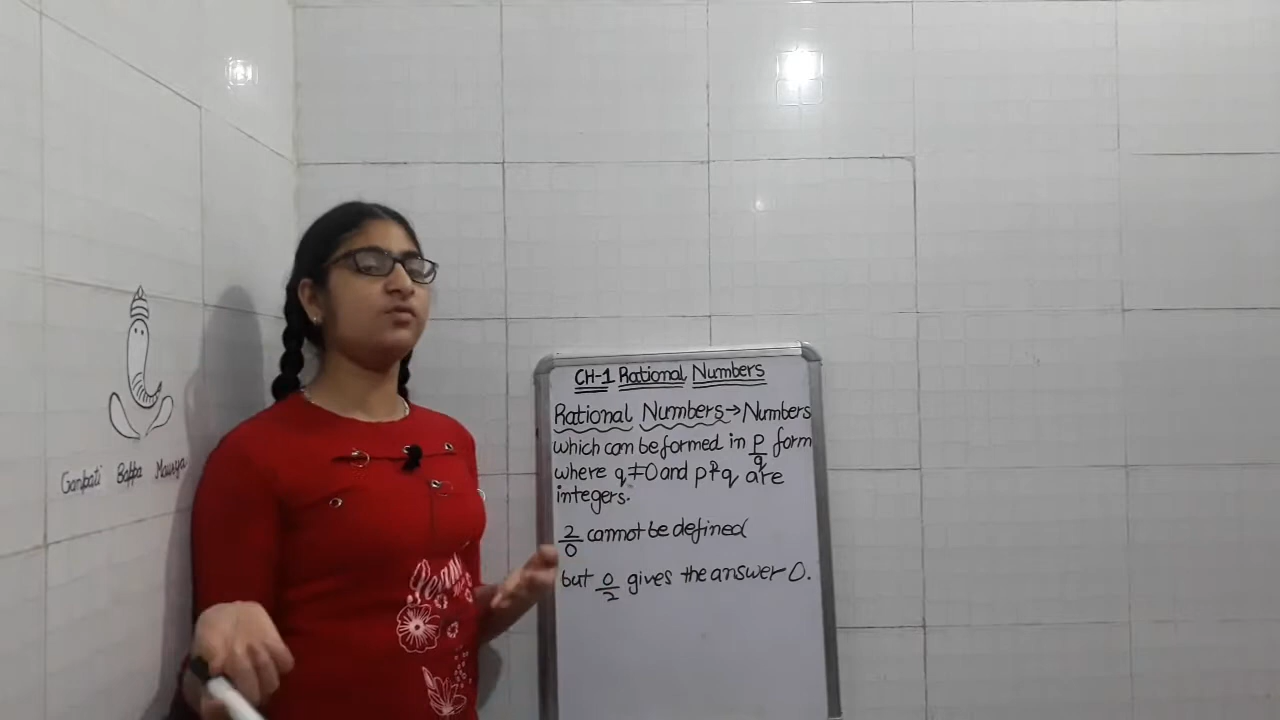 CH-1 Rational Numbers
Rational Numbers→Numbers
which can be formed in p/q form
where q≠0 and p & q are
integers.
2/0 cannot be defined
but 0/2 gives the answer 0.
Ganpati Bappa Maurya